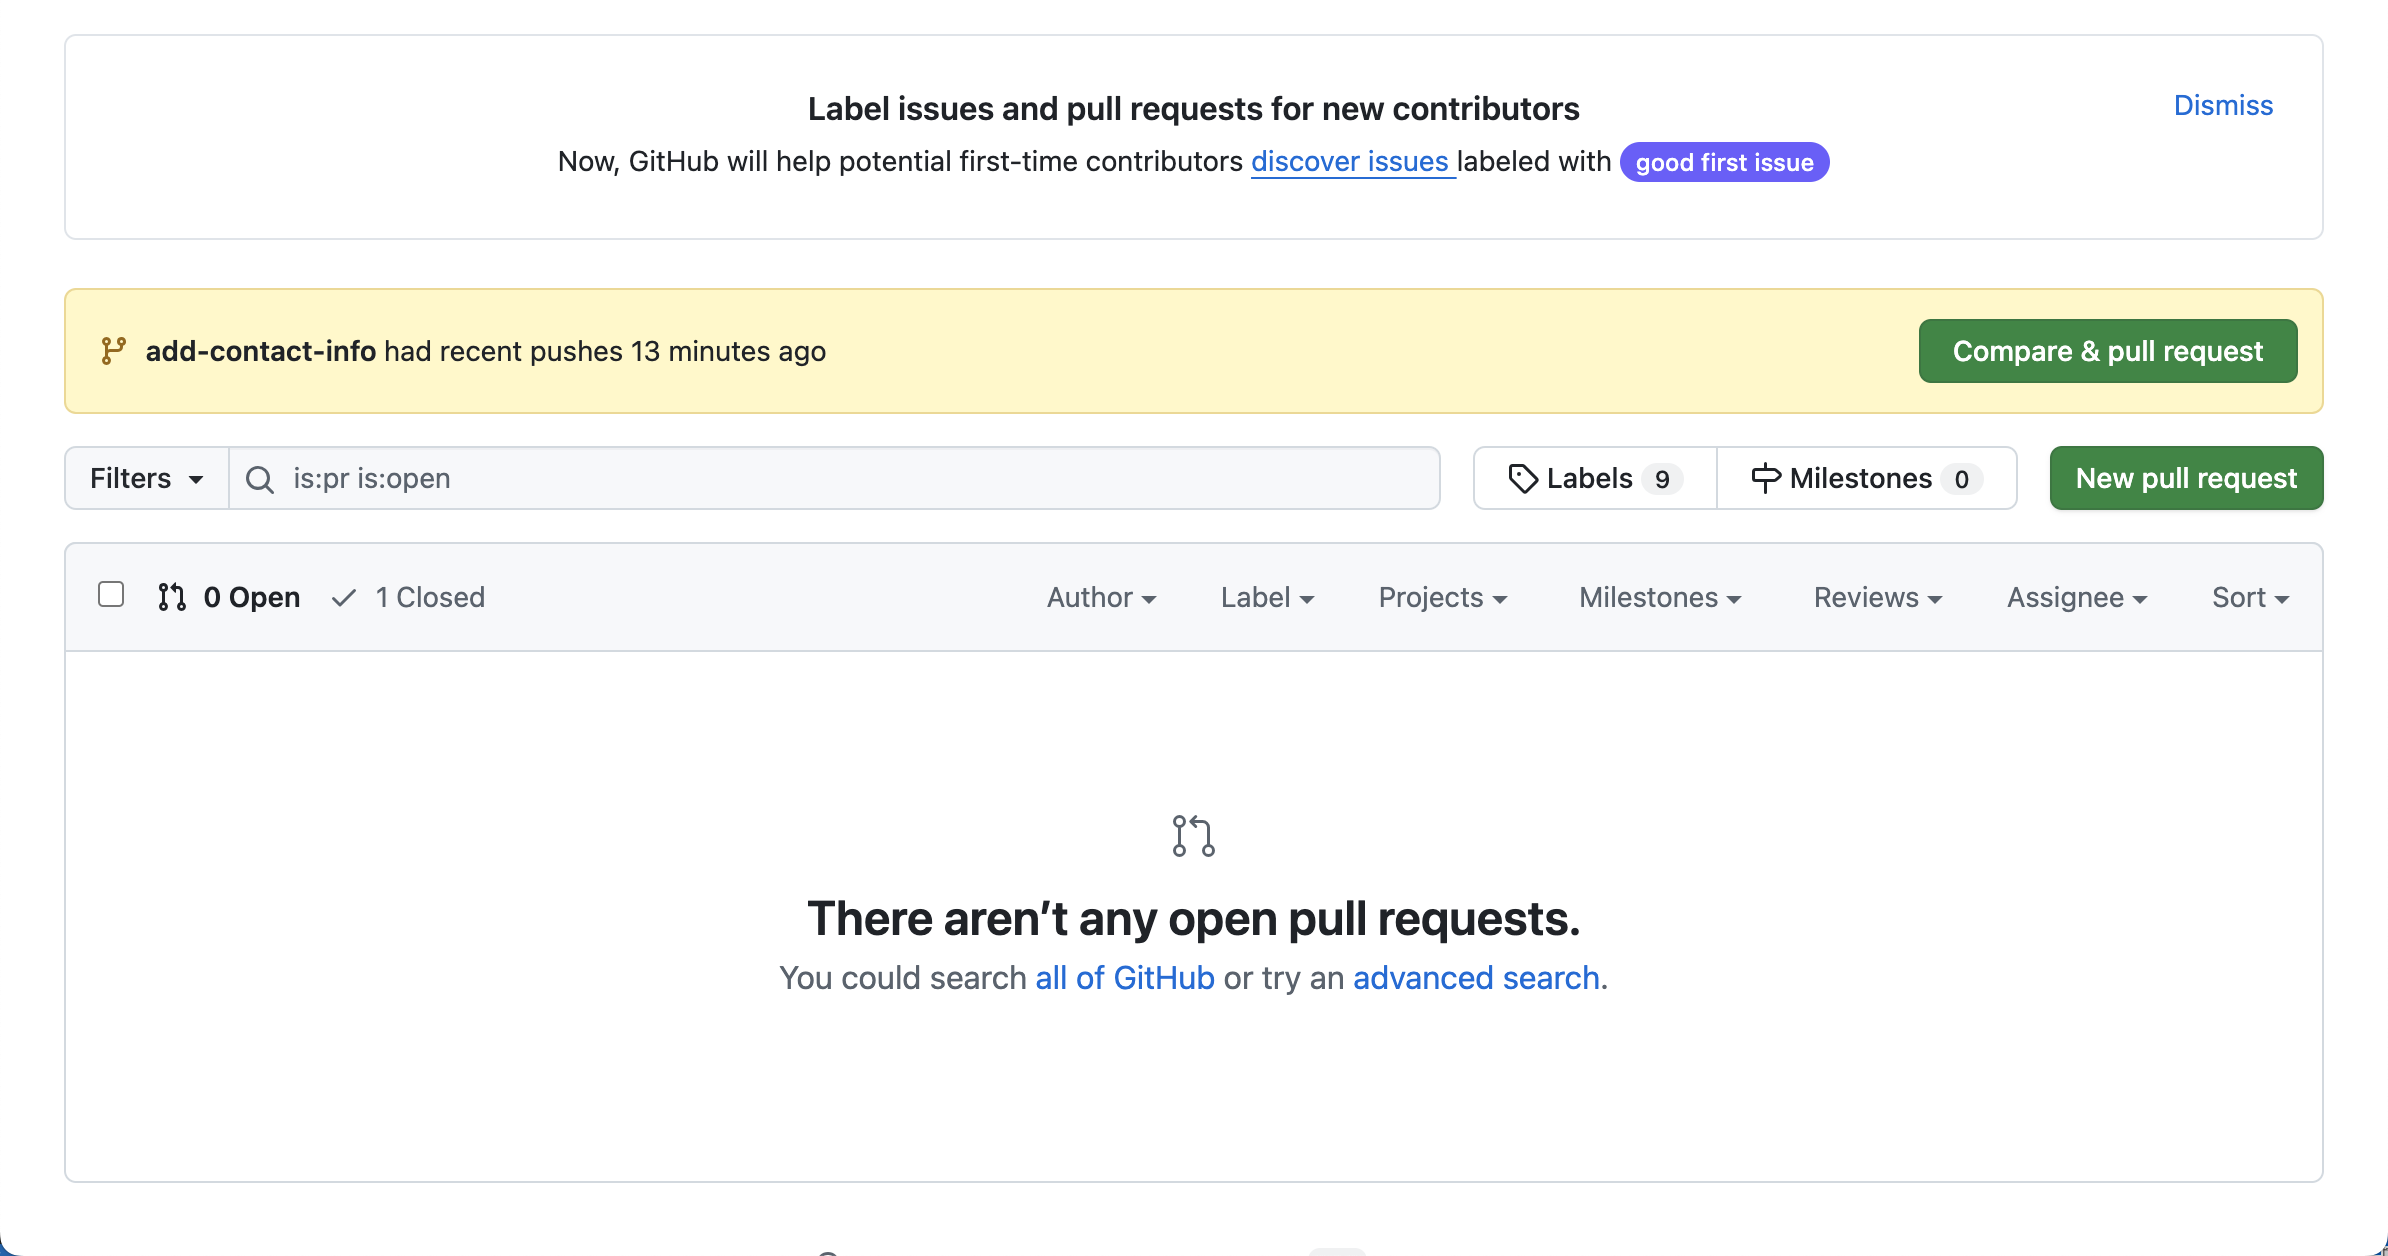 Label issues and pull requests for new contributors
Dismiss
Now, GitHub will help potential first-time contributors discover issues labeled with good first issue
add-contact-info had recent pushes 13 minutes ago
Compare & pull request
Filters
is:pr is:open
Labels 9
Milestones 0
New pull request
0 Open
1 Closed
Author
Label
Projects
Milestones
Reviews
Assignee
Sort
There aren’t any open pull requests.
You could search all of GitHub or try an advanced search.